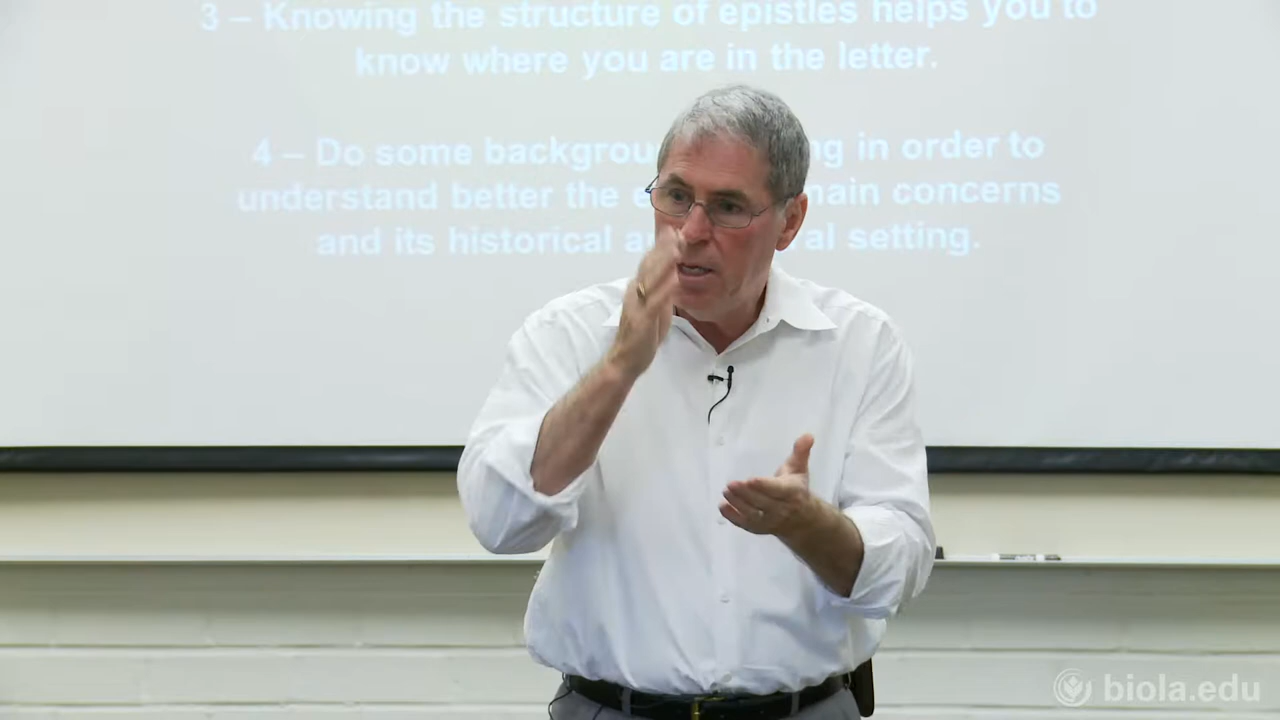 3 – Knowing the structure of epistles helps you to
know where you are in the letter.
4 – Do some in order to
understand better the main concerns
and its historical setting.
biola.edu